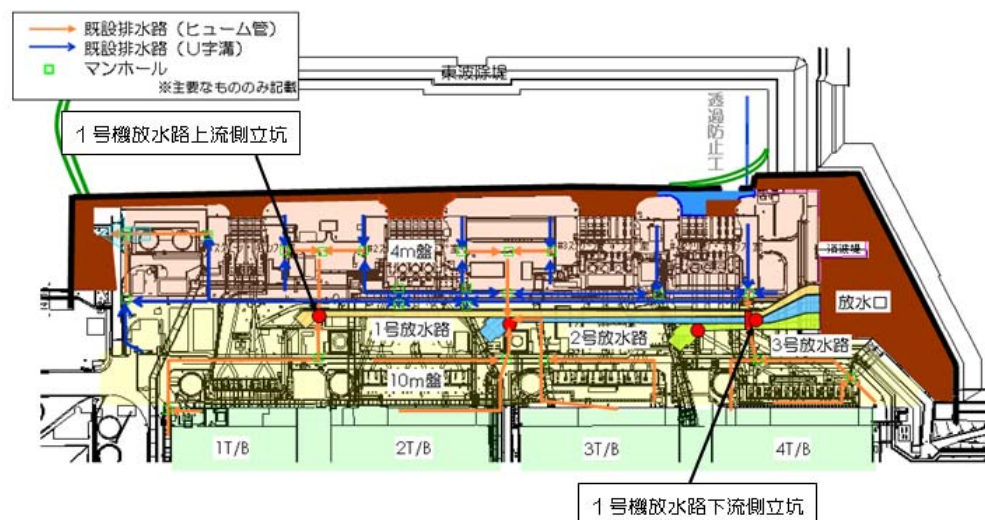 既設排水路（ヒューム管）
既設排水路（U字溝）
マンホール
※主要なもののみ記載
東波除堤
1号機放水路上流側立坑
透過防止工
4m盤
消波堤
放水口
1号放水路
2号放水路
3号放水路
10m盤
1T/B
2T/B
3T/B
4T/B
1号機放水路下流側立坑